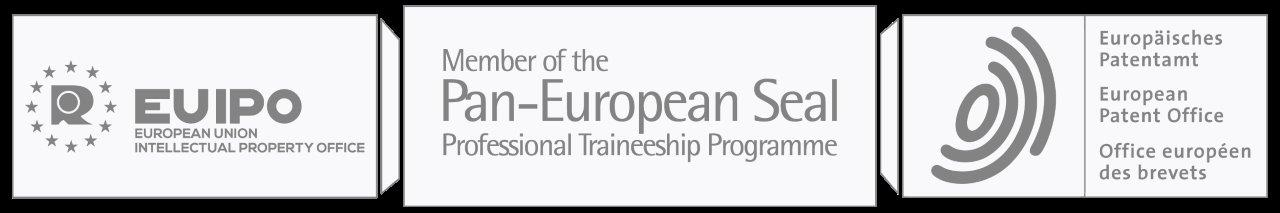 EUIPO
EUROPEAN UNION
INTELLECTUAL PROPERTY OFFICE
Member of the
Pan-European Seal
Professional Traineeship Programme
Europäisches
Patentamt
European
Patent Office
Office européen
des brevets